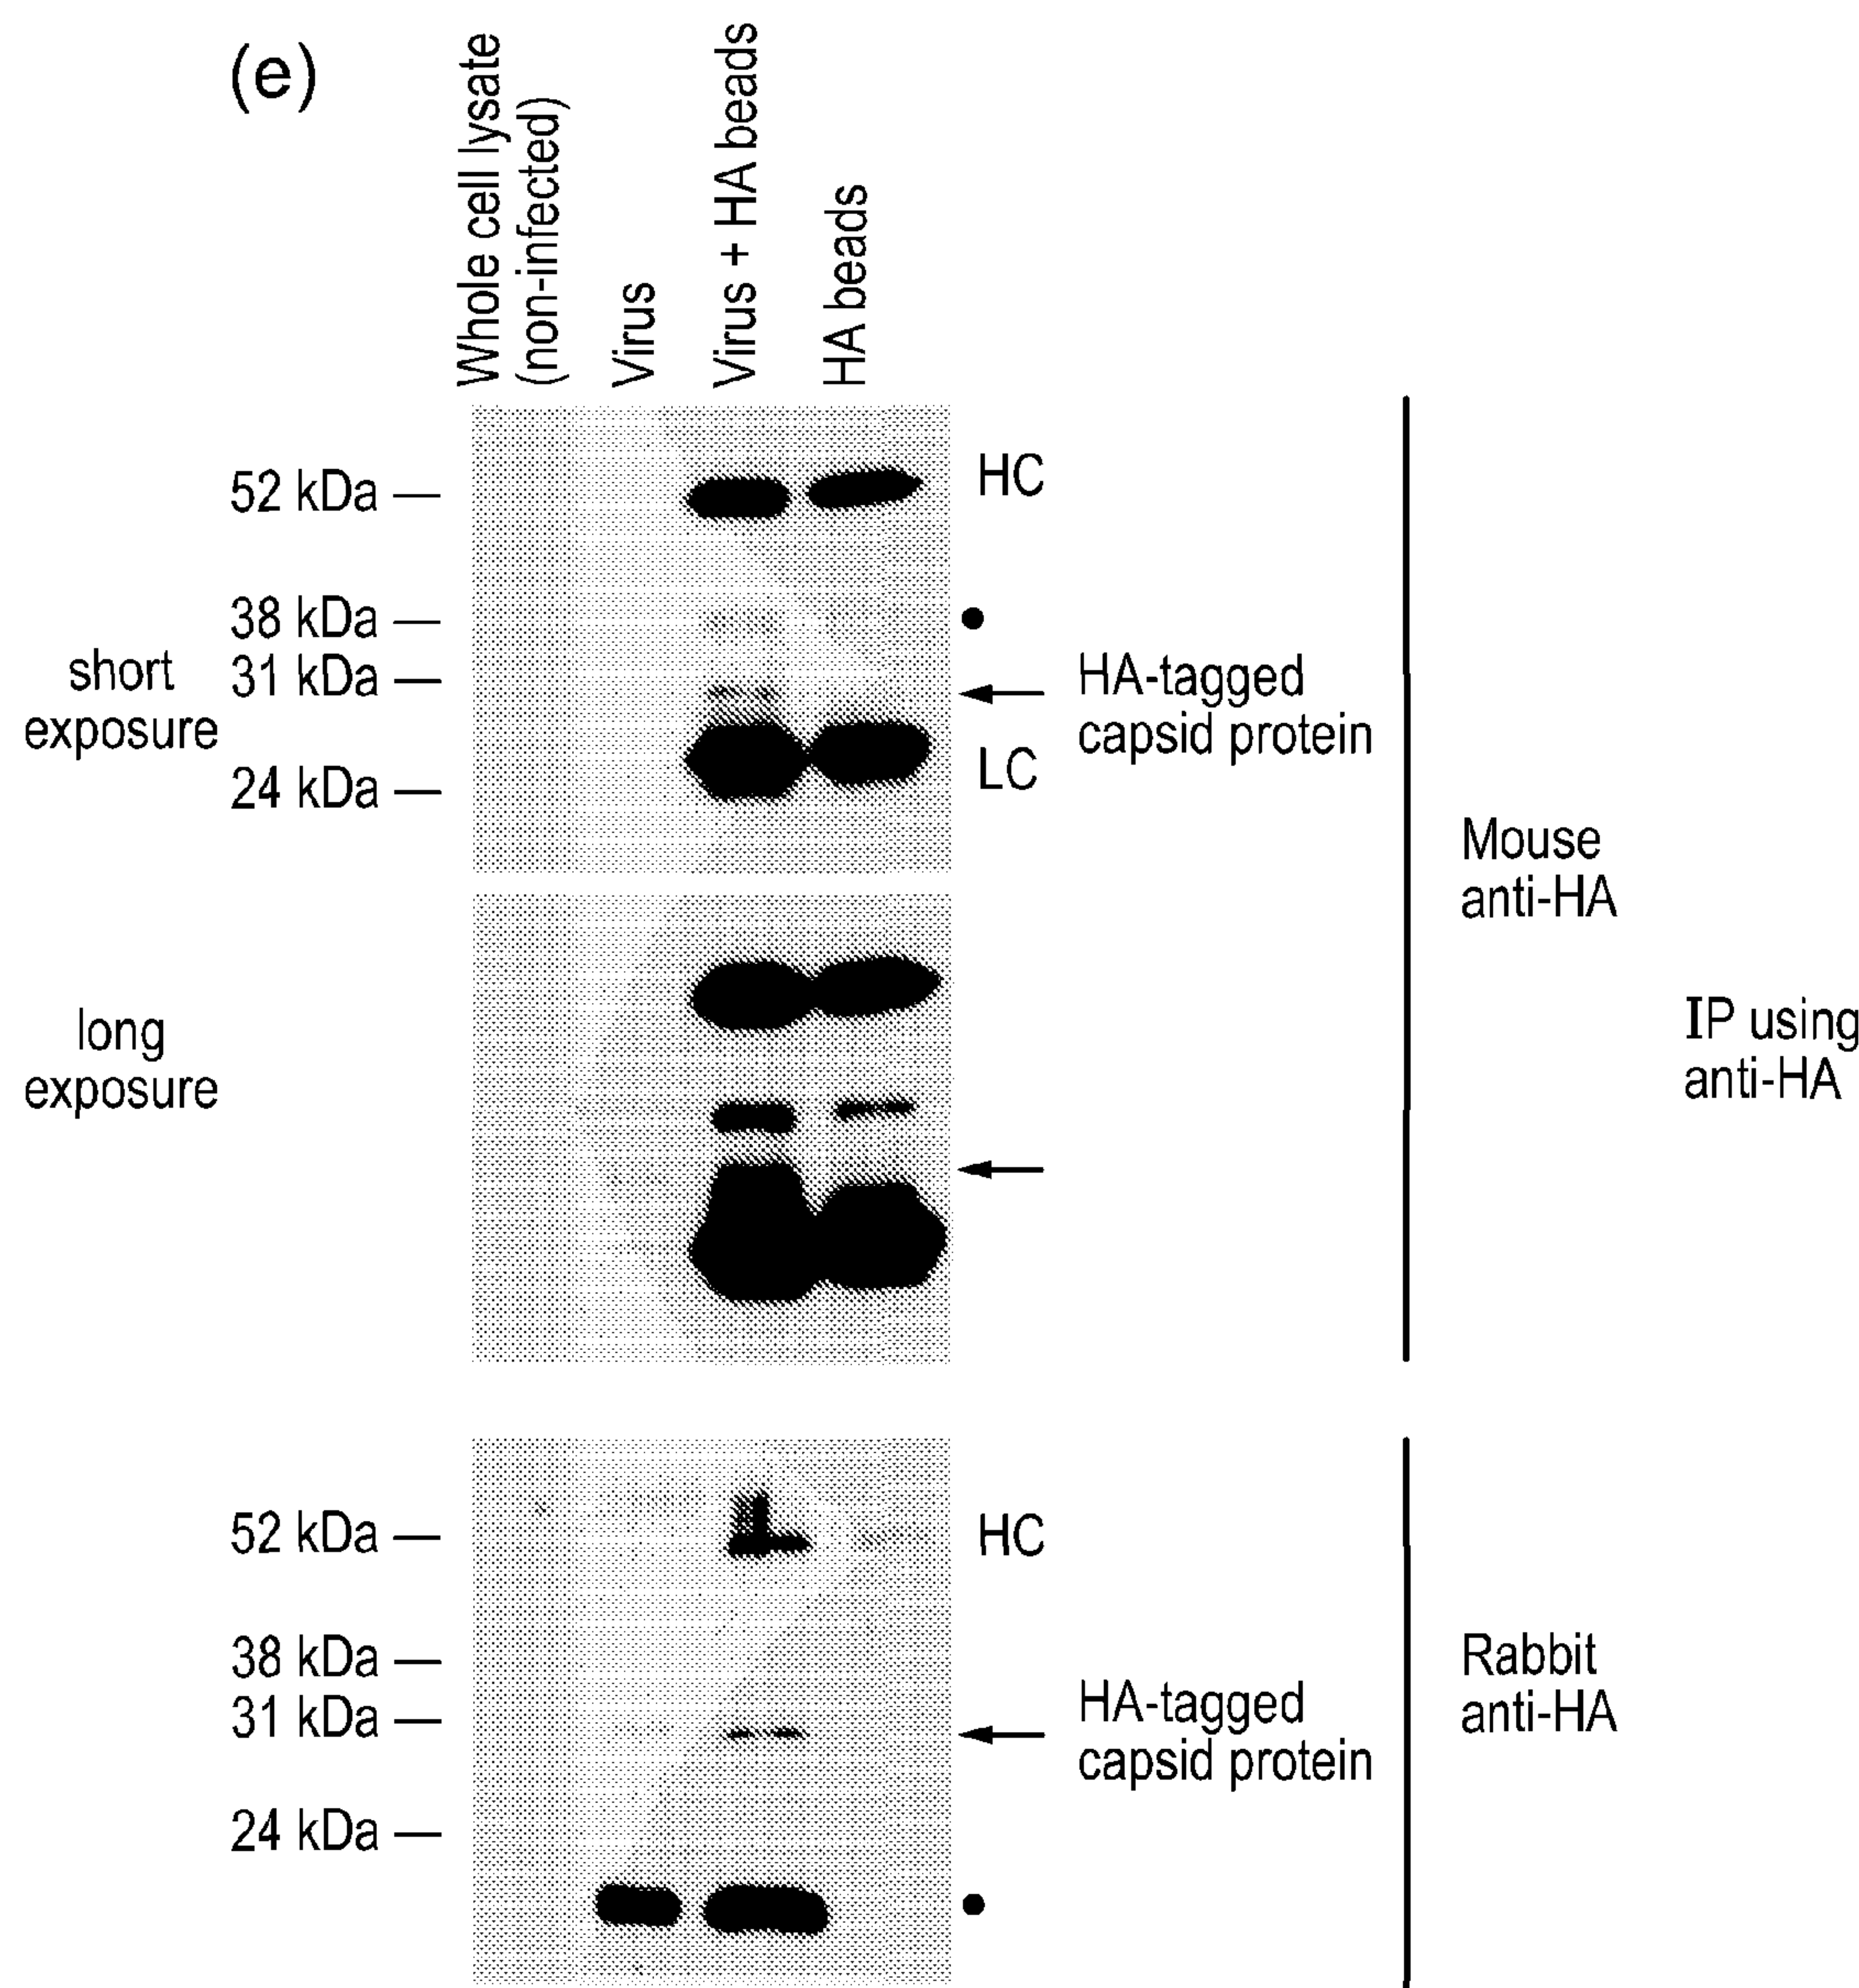 (e)
Whole cell lysate
(non-infected)
Virus
Virus + HA beads
HA beads
52 kDa
HC
38 kDa
31 kDa
short
exposure
HA-tagged
capsid protein
24 kDa
LC
Mouse
anti-HA
long
exposure
IP using
anti-HA
52 kDa
HC
38 kDa
31 kDa
HA-tagged
capsid protein
Rabbit
anti-HA
24 kDa